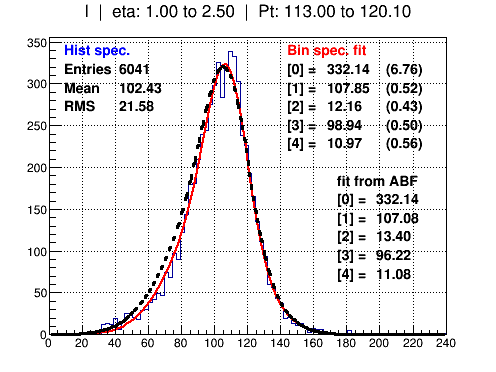 I | eta: 1.00 to 2.50 | Pt: 113.00 to 120.10
Hist spec.
Entries 6041
Mean 102.43
RMS 21.58
Bin spec. fit
[0] = 332.14 (6.76)
[1] = 107.85 (0.52)
[2] = 12.16 (0.43)
[3] = 98.94 (0.50)
[4] = 10.97 (0.56)
fit from ABF
[0] = 332.14
[1] = 107.08
[2] = 13.40
[3] = 96.22
[4] = 11.08
350
300
250
200
150
100
50
0
0 20 40 60 80 100 120 140 160 180 200 220 240